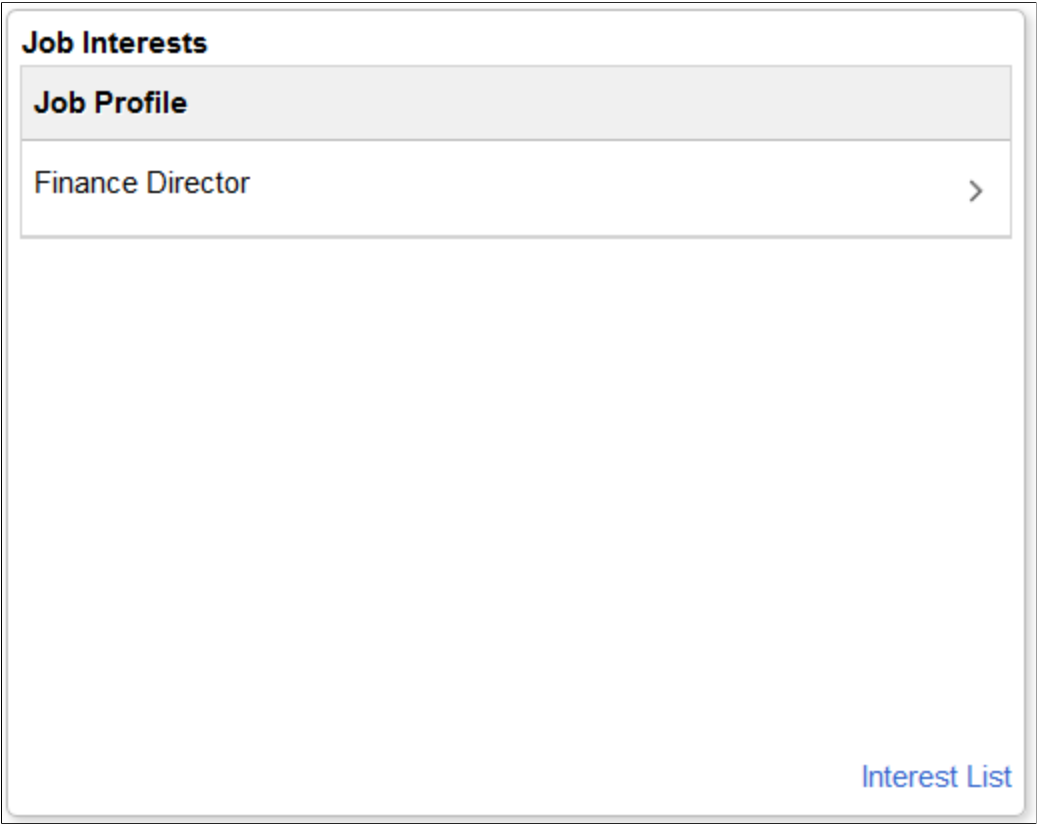 Job Interests
Job Profile
Finance Director
Interest List